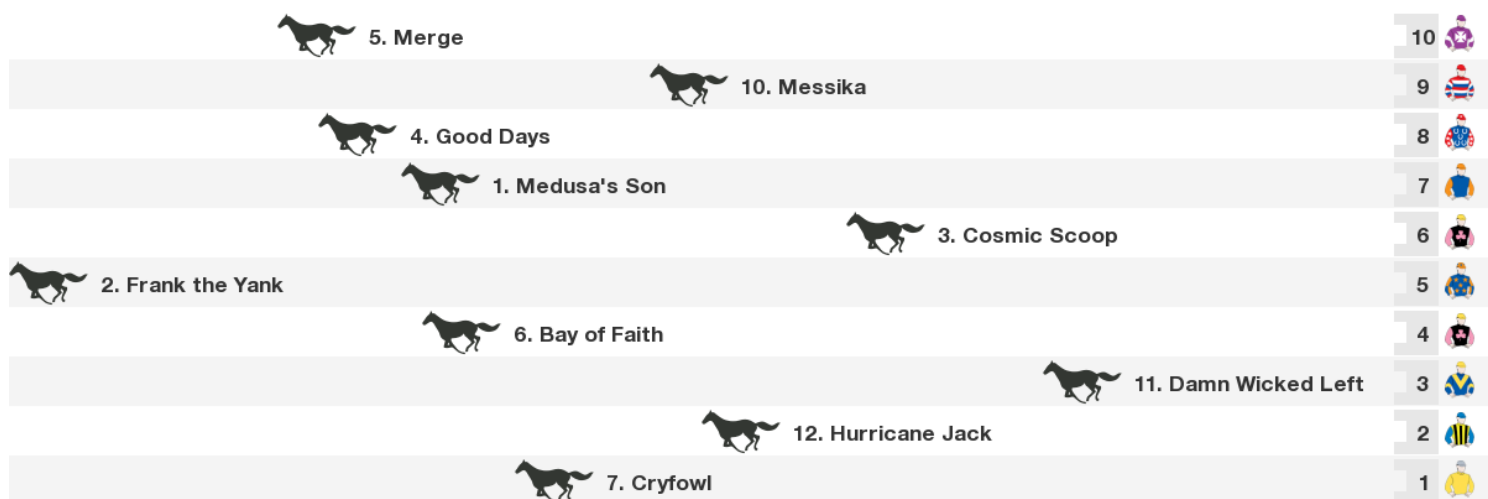 5. Merge 10
10. Messika 9
4. Good Days 8
1. Medusa's Son 7
3. Cosmic Scoop 6
2. Frank the Yank 5
6. Bay of Faith 4
11. Damn Wicked Left 3
12. Hurricane Jack 2
7. Cryfowl 1